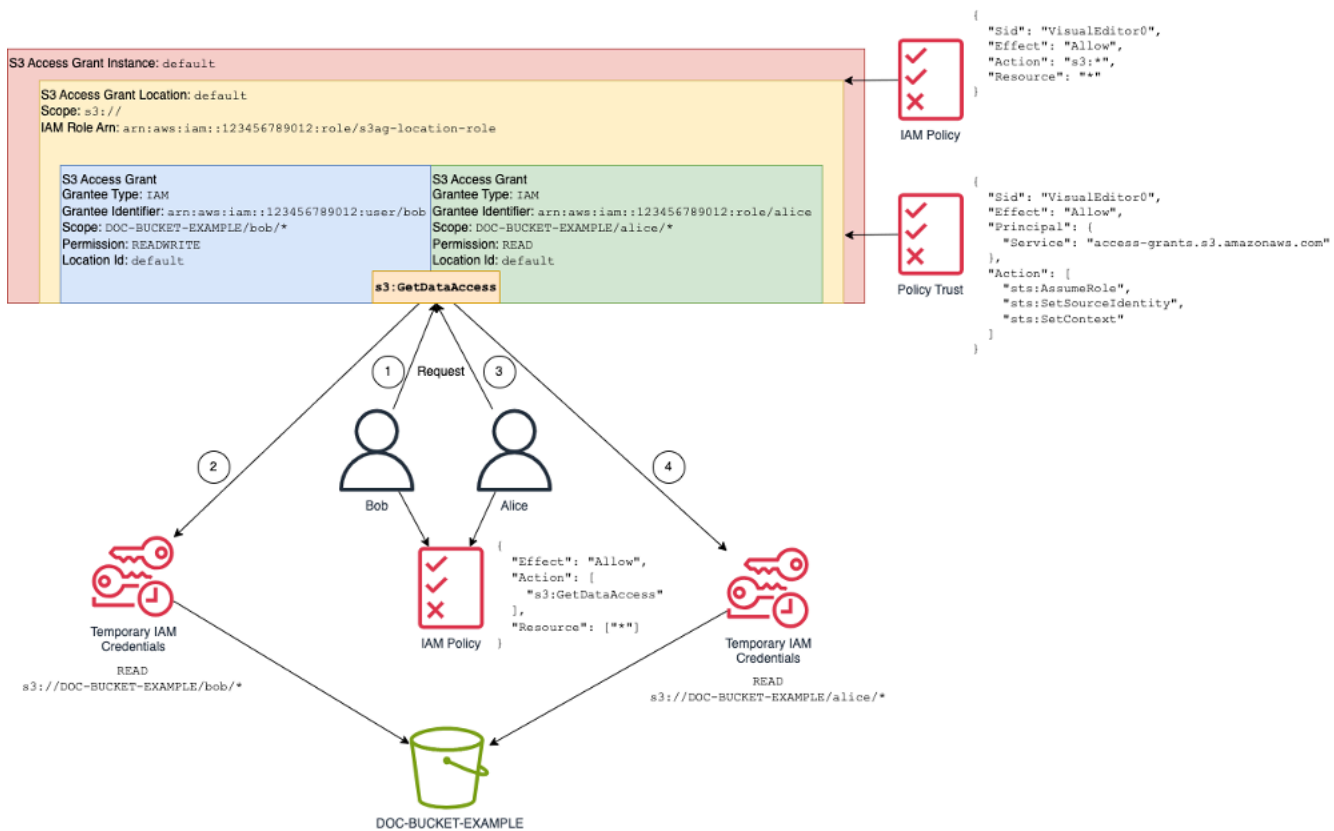 S3 Access Grant Instance: default
S3 Access Grant Location: default
Scope: s3://
IAM Role Arn: arn:aws:iam::123456789012:role/s3ag-location-role
S3 Access Grant
Grantee Type: IAM
Grantee Identifier: arn:aws:iam::123456789012:user/bob
Scope: DOC-BUCKET-EXAMPLE/bob/*
Permission: READWRITE
Location Id: default
S3 Access Grant
Grantee Type: IAM
Grantee Identifier: arn:aws:iam::123456789012:role/alice
Scope: DOC-BUCKET-EXAMPLE/alice/*
Permission: READ
Location Id: default
s3:GetDataAccess
{
"Sid": "VisualEditor0",
"Effect": "Allow",
"Action": "s3:*",
"Resource": "*"
}
IAM Policy
{
"Sid": "VisualEditor0",
"Effect": "Allow",
"Principal": {
"Service": "access-grants.s3.amazonaws.com"
},
"Action": [
"sts:AssumeRole",
"sts:SetSourceIdentity",
"sts:SetContext"
]
}
Policy Trust
1
Request
3
2
4
Bob
Alice
{
"Effect": "Allow",
"Action": [
"s3:GetDataAccess"
],
"Resource": ["*"]
}
IAM Policy
Temporary IAM
Credentials
READ
s3://DOC-BUCKET-EXAMPLE/bob/*
Temporary IAM
Credentials
READ
s3://DOC-BUCKET-EXAMPLE/alice/*
DOC-BUCKET-EXAMPLE